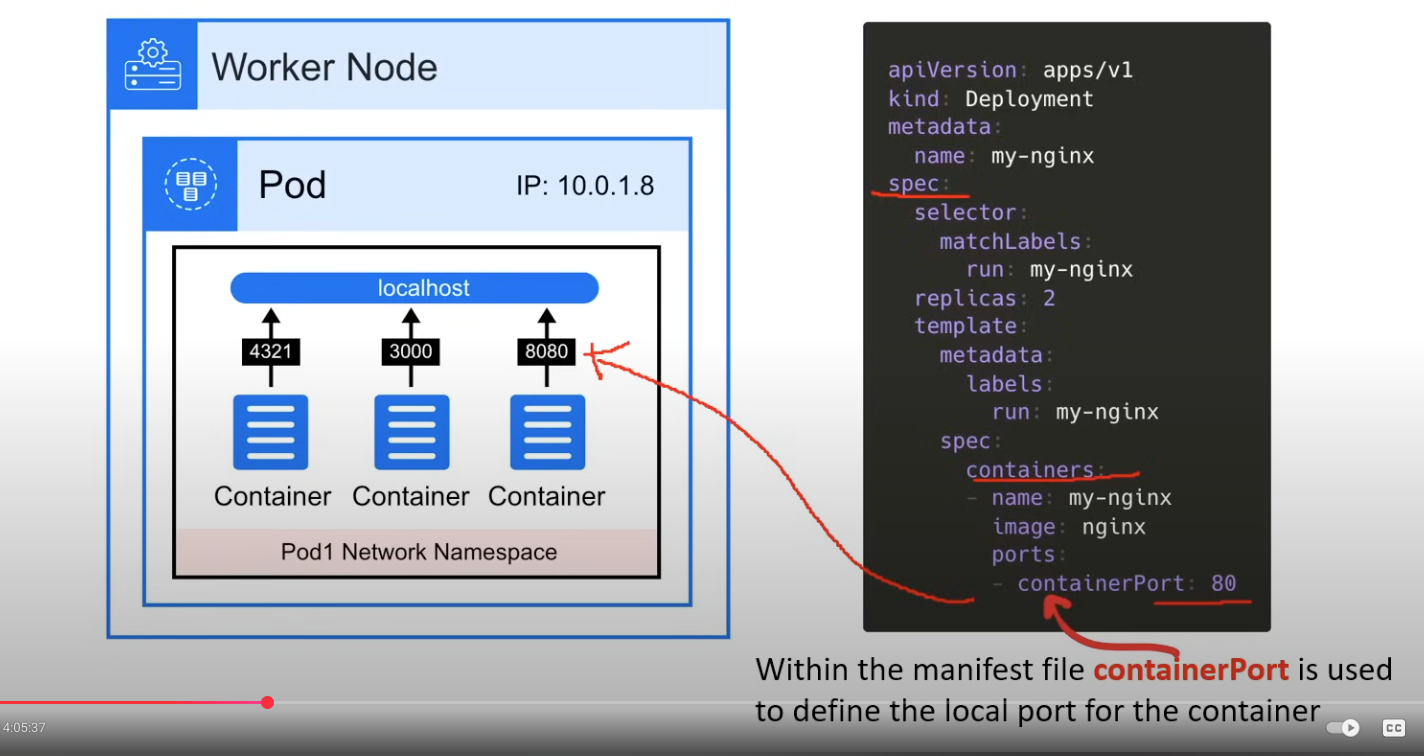 Worker Node
Pod
IP: 10.0.1.8
localhost
4321
3000
8080
Container
Container
Container
Pod1 Network Namespace
apiVersion: apps/v1
kind: Deployment
metadata:
  name: my-nginx
spec:
  selector:
    matchLabels:
      run: my-nginx
  replicas: 2
  template:
    metadata:
      labels:
        run: my-nginx
    spec:
      containers:
      - name: my-nginx
        image: nginx
        ports:
        - containerPort: 80
Within the manifest file containerPort is used
to define the local port for the container
4:05:37
CC